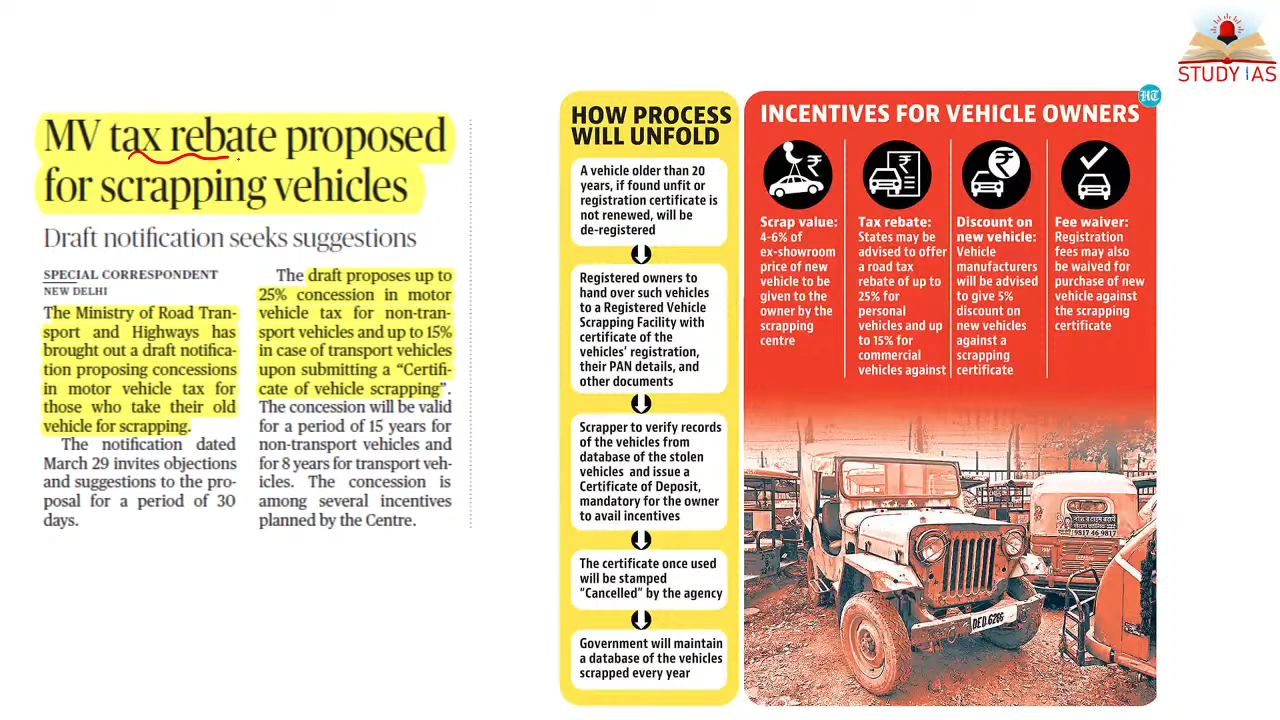 STUDY IAS
MV tax rebate proposed
for scrapping vehicles
Draft notification seeks suggestions
SPECIAL CORRESPONDENT
NEW DELHI
The Ministry of Road Tran-
sport and Highways has
brought out a draft notifica-
tion proposing concessions
in motor vehicle tax for
those who take their old
vehicle for scrapping.
The notification dated
March 29 invites objections
and suggestions to the pro-
posal for a period of 30
days.
The draft proposes up to
25% concession in motor
vehicle tax for non-tran-
sport vehicles and up to 15%
in case of transport vehicles
upon submitting a “Certifi-
cate of vehicle scrapping”.
The concession will be valid
for a period of 15 years for
non-transport vehicles and
for 8 years for transport veh-
icles. The concession is
among several incentives
planned by the Centre.
HOW PROCESS
WILL UNFOLD
A vehicle older than 20
years, if found unfit or
registration certificate is
not renewed, will be
de-registered
Registered owners to
hand over such vehicles
to a Registered Vehicle
Scrapping Facility with
certificate of the
vehicles’ registration,
their PAN details, and
other documents
Scrapper to verify records
of the vehicles from
database of the stolen
vehicles and issue a
Certificate of Deposit,
mandatory for the owner
to avail incentives
The certificate once used
will be stamped
“Cancelled” by the agency
Government will maintain
a database of the vehicles
scrapped every year
HT
INCENTIVES FOR VEHICLE OWNERS
Scrap value:
4-6% of
ex-showroom
price of new
vehicle to be
given to the
owner by the
scrapping
centre
Tax rebate:
States may be
advised to offer
a road tax
rebate of up to
25% for
personal
vehicles and up
to 15% for
commercial
vehicles against
Discount on
new vehicle:
Vehicle
manufacturers
will be advised
to give 5%
discount on
new vehicles
against a
scrapping
certificate
Fee waiver:
Registration
fees may also
be waived for
purchase of new
vehicle against
the scrapping
certificate
DED 6266
9817 46 9817